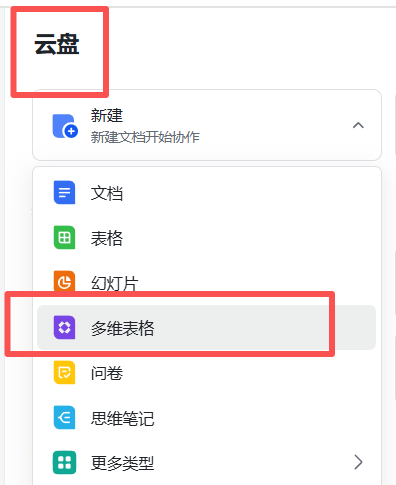 云盘
新建
新建文档开始协作
文档
表格
幻灯片
多维表格
问卷
思维笔记
更多类型